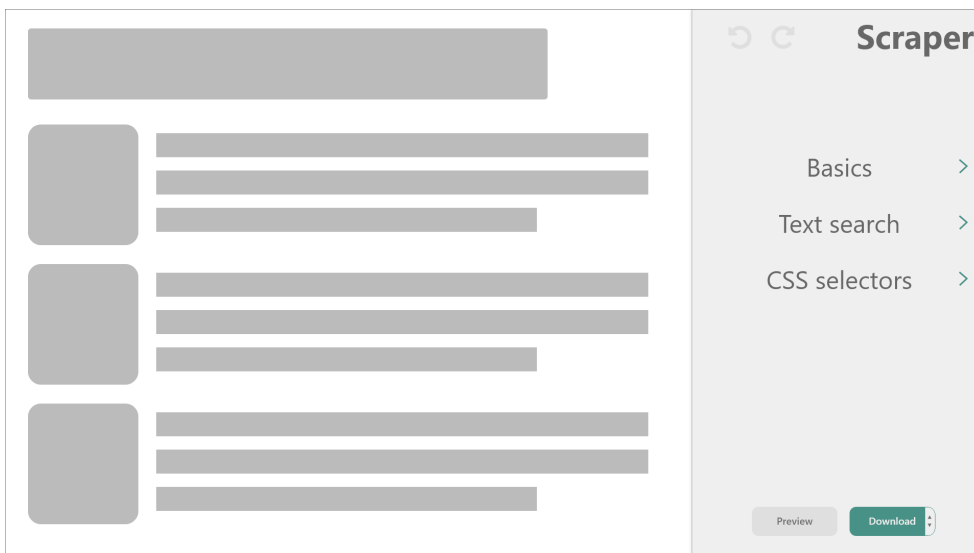 Scraper
Basics
Text search
CSS selectors
Preview
Download